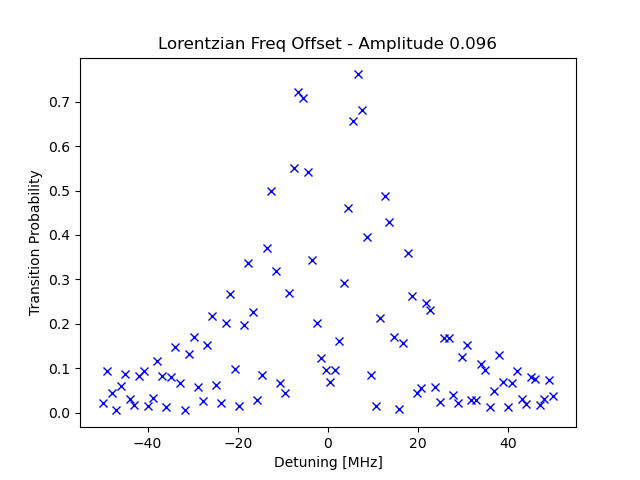 Lorentzian Freq Offset - Amplitude 0.096
Transition Probability
0.7
0.6
0.5
0.4
0.3
0.2
0.1
0.0
−40 −20 0 20 40
Detuning [MHz]